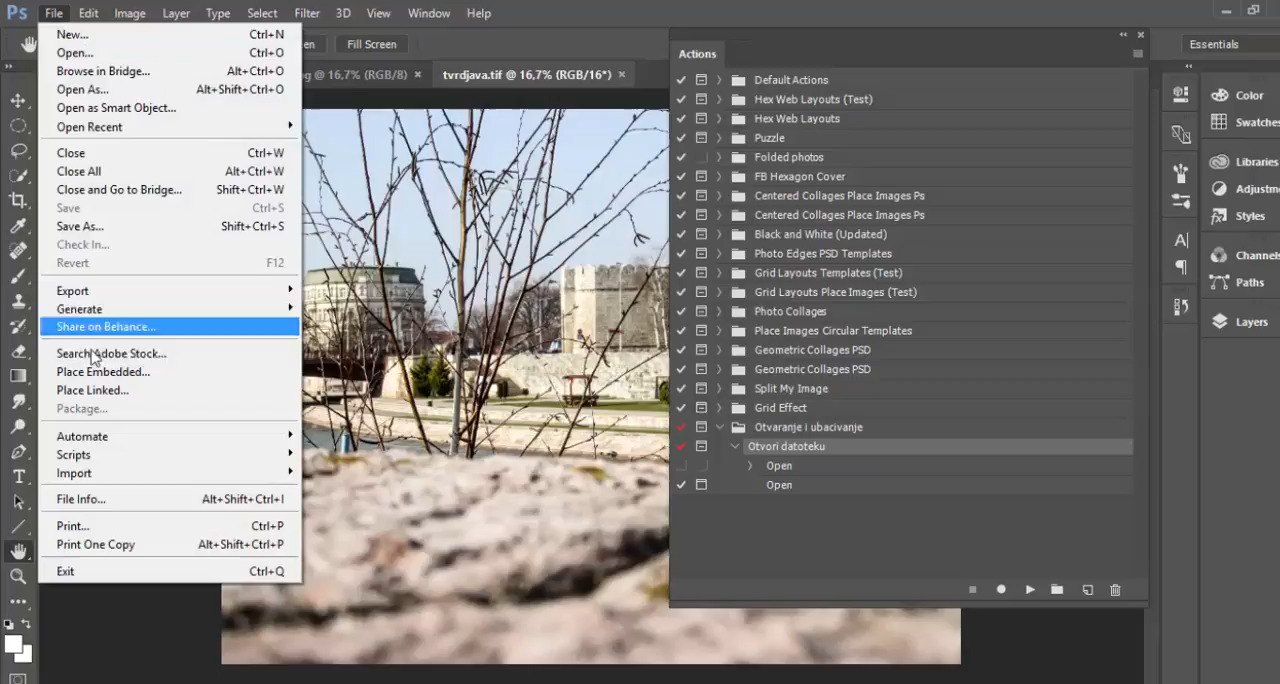 Ps File Edit Image Layer Type Select Filter 3D View Window Help
Fill Screen
Essentials
tvrdjava.tif @ 16,7% (RGB/16*) ×
@ 16,7% (RGB/8) ×
New... Ctrl+N
Open... Ctrl+O
Browse in Bridge... Alt+Ctrl+O
Open As... Alt+Shift+Ctrl+O
Open as Smart Object...
Open Recent
Close Ctrl+W
Close All Alt+Ctrl+W
Close and Go to Bridge... Shift+Ctrl+W
Save Ctrl+S
Save As... Shift+Ctrl+S
Check In...
Revert F12
Export
Generate
Share on Behance...
Search Adobe Stock...
Place Embedded...
Place Linked...
Package...
Automate
Scripts
Import
File Info... Alt+Shift+Ctrl+I
Print... Ctrl+P
Print One Copy Alt+Shift+Ctrl+P
Exit Ctrl+Q
Actions
Default Actions
Hex Web Layouts (Test)
Hex Web Layouts
Puzzle
Folded photos
FB Hexagon Cover
Centered Collages Place Images Ps
Centered Collages Place Images Ps
Black and White (Updated)
Photo Edges PSD Templates
Grid Layouts Templates (Test)
Grid Layouts Place Images (Test)
Photo Collages
Place Images Circular Templates
Geometric Collages PSD
Geometric Collages PSD
Split My Image
Grid Effect
Otvaranje i ubacivanje
Otvori datoteku
Open
Open
Color
Swatches
Libraries
Styles
Paths
Layers